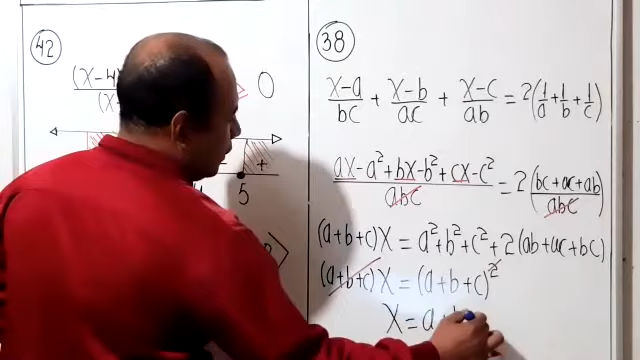 42
(x-4)
(x
0
+
5
38
(x-a)/bc + (x-b)/ac + (x-c)/ab = 2(1/a + 1/b + 1/c)
(ax-a²+bx-b²+cx-c²)/abc = 2((bc+ac+ab)/abc)
(a+b+c)x = a²+b²+c²+2(ab+ac+bc)
(a+b+c)x = (a+b+c)²
x = a+b